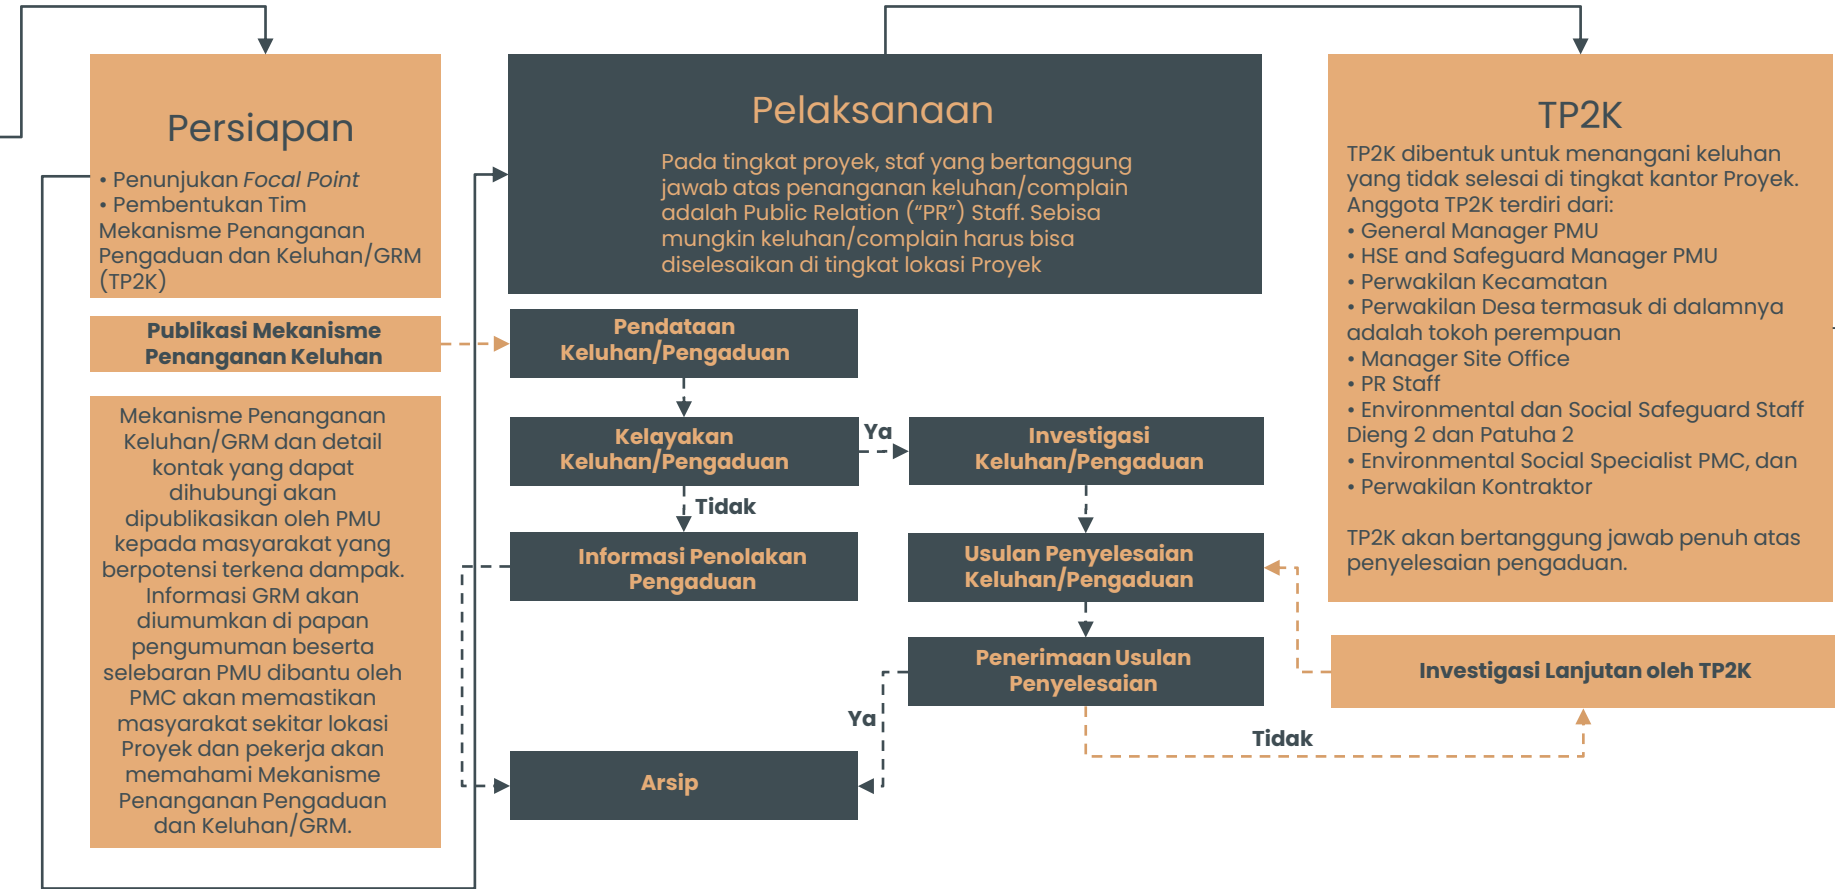 Persiapan
• Penunjukan Focal Point
• Pembentukan Tim
Mekanisme Penanganan
Pengaduan dan Keluhan/GRM
(TP2K)
Publikasi Mekanisme
Penanganan Keluhan
Mekanisme Penanganan
Keluhan/GRM dan detail
kontak yang dapat
dihubungi akan
dipublikasikan oleh PMU
kepada masyarakat yang
berpotensi terkena dampak.
Informasi GRM akan
diumumkan di papan
pengumuman beserta
selebaran PMU dibantu oleh
PMC akan memastikan
masyarakat sekitar lokasi
Proyek dan pekerja akan
memahami Mekanisme
Penanganan Pengaduan
dan Keluhan/GRM.
Pelaksanaan
Pada tingkat proyek, staf yang bertanggung
jawab atas penanganan keluhan/complain
adalah Public Relation (“PR”) Staff. Sebisa
mungkin keluhan/complain harus bisa
diselesaikan di tingkat lokasi Proyek
Pendataan
Keluhan/Pengaduan
Kelayakan
Keluhan/Pengaduan
Ya
Investigasi
Keluhan/Pengaduan
Tidak
Informasi Penolakan
Pengaduan
Usulan Penyelesaian
Keluhan/Pengaduan
Penerimaan Usulan
Penyelesaian
Ya
Tidak
Arsip
TP2K
TP2K dibentuk untuk menangani keluhan
yang tidak selesai di tingkat kantor Proyek.
Anggota TP2K terdiri dari:
• General Manager PMU
• HSE and Safeguard Manager PMU
• Perwakilan Kecamatan
• Perwakilan Desa termasuk di dalamnya
adalah tokoh perempuan
• Manager Site Office
• PR Staff
• Environmental dan Social Safeguard Staff
Dieng 2 dan Patuha 2
• Environmental Social Specialist PMC, dan
• Perwakilan Kontraktor
TP2K akan bertanggung jawab penuh atas
penyelesaian pengaduan.
Investigasi Lanjutan oleh TP2K